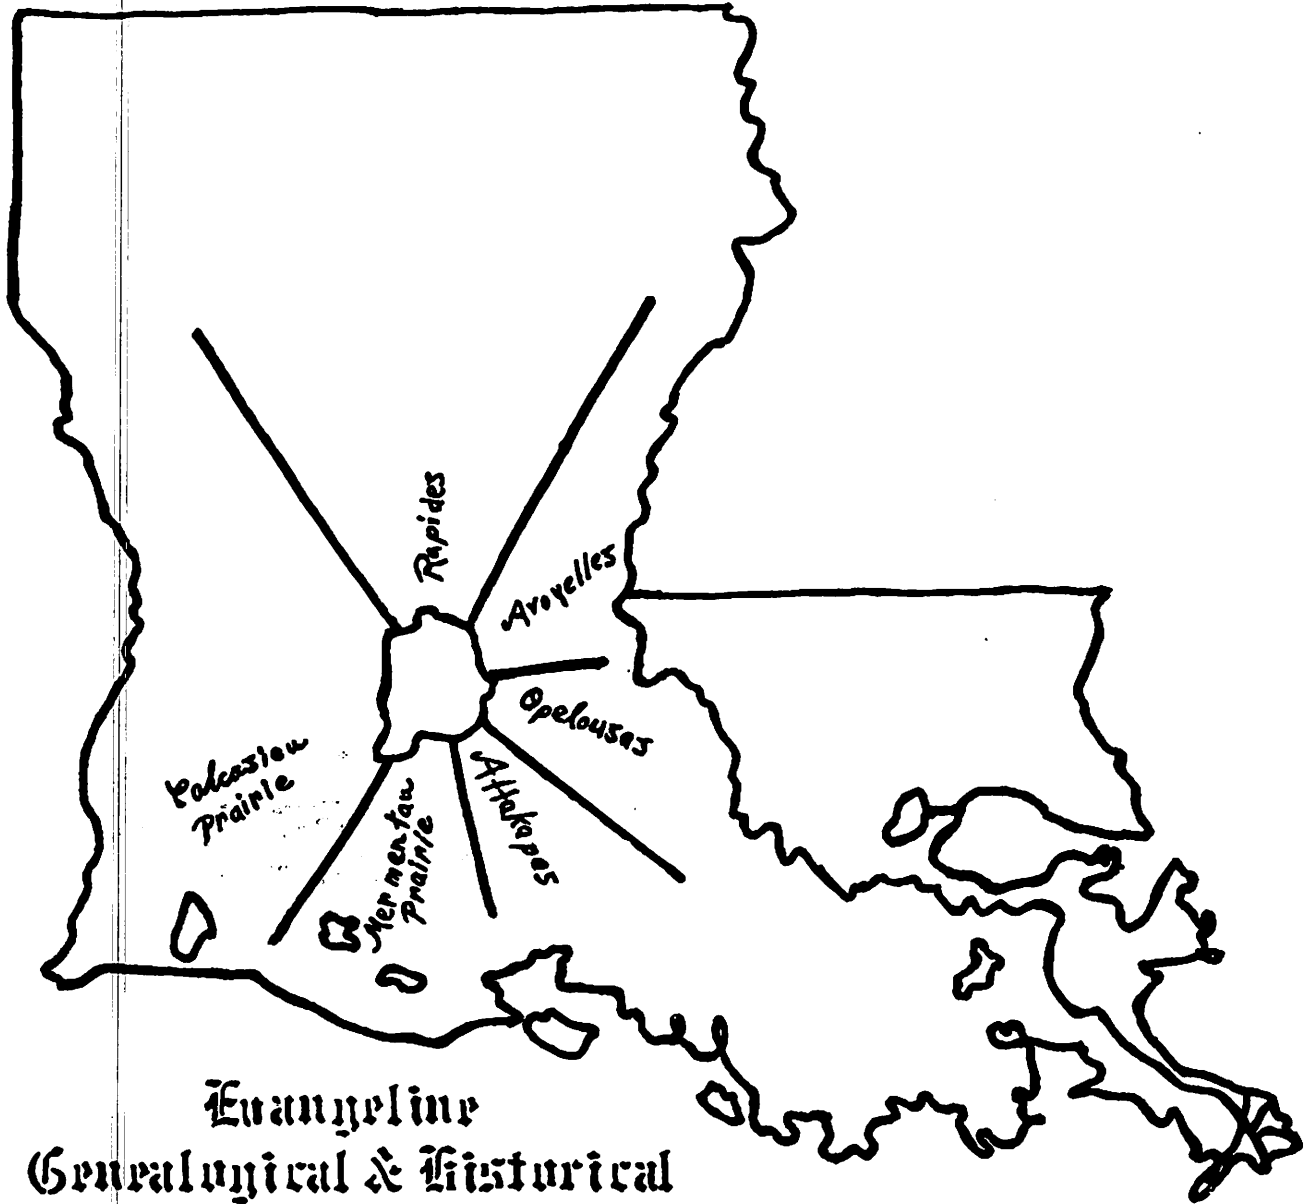 Rapides
Avoyelles
Opelousas
Calcasieu
Prairie
Attakapas
Mermentau
Prairie
Evangeline
Genealogical & Historical